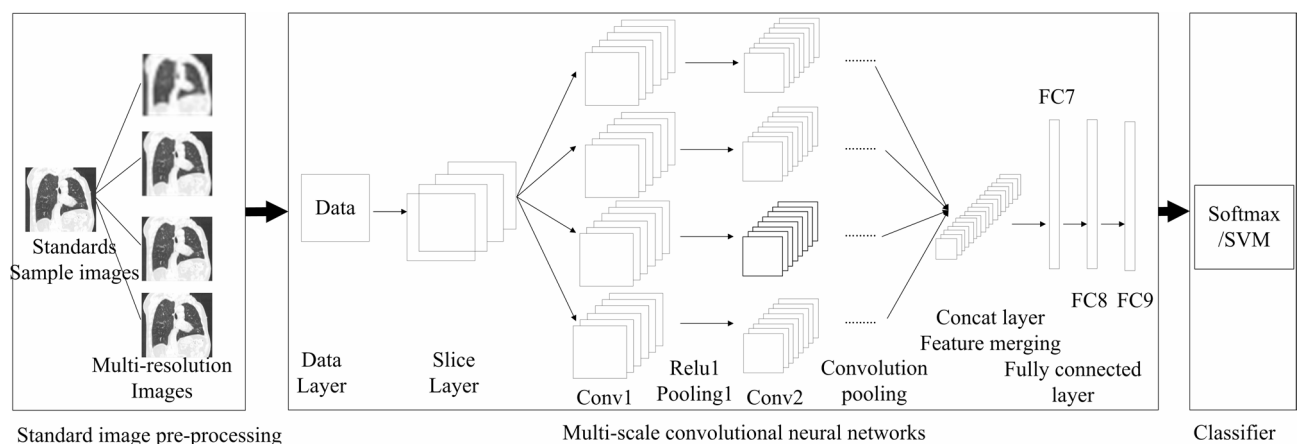 Standards
Sample images
Multi-resolution
Images
Standard image pre-processing
Data
Data
Layer
Slice
Layer
Conv1
Relu1
Pooling1
Conv2
.........
.........
.........
.........
Convolution
pooling
Concat layer
Feature merging
FC7
FC8
FC9
Fully connected
layer
Multi-scale convolutional neural networks
Softmax
/SVM
Classifier